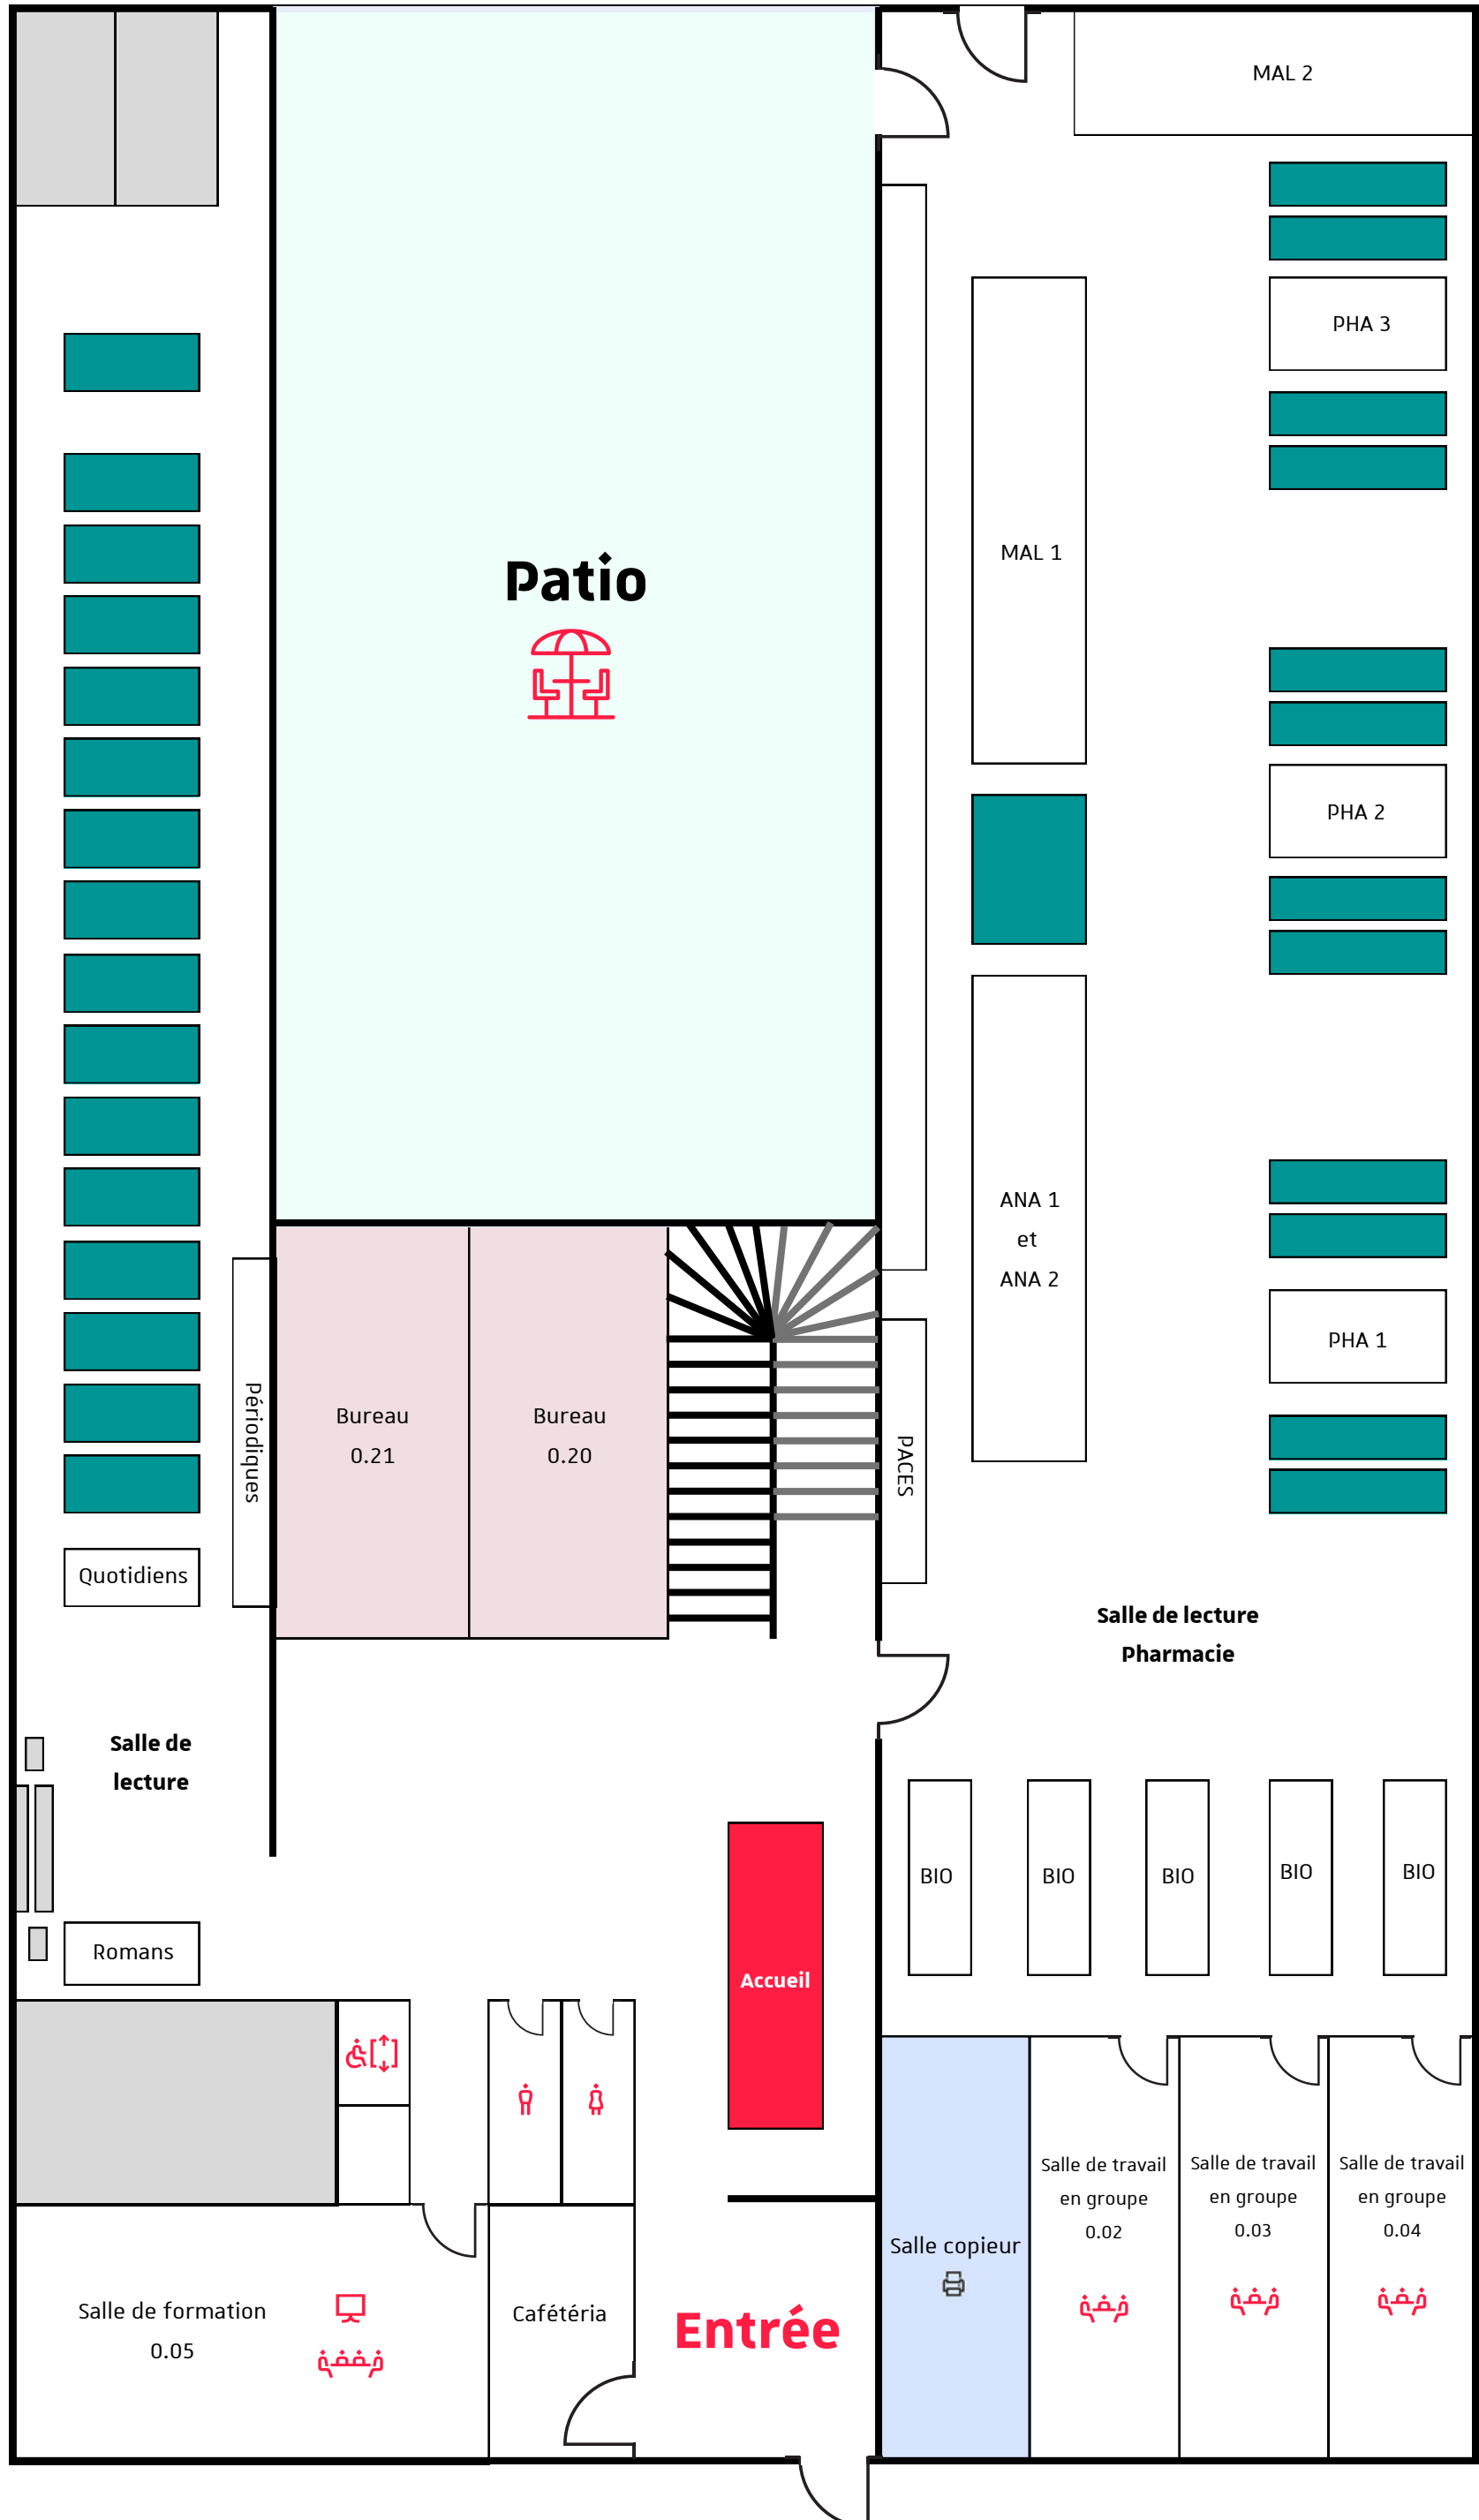 MAL 2
PHA 3
Patio
MAL 1
PHA 2
ANA 1
et
ANA 2
PHA 1
Périodiques
Bureau
0.21
Bureau
0.20
PACES
Quotidiens
Salle de lecture
Pharmacie
Salle de
lecture
BIO
BIO
BIO
BIO
BIO
Romans
Accueil
Salle de travail
en groupe
0.02
Salle de travail
en groupe
0.03
Salle de travail
en groupe
0.04
Salle copieur
Salle de formation
0.05
Cafétéria
Entrée